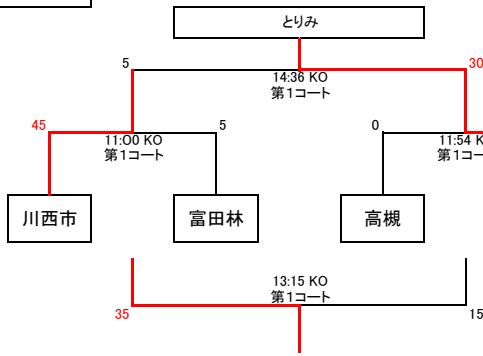 とりみ
5
30
14:36 KO
第1コート
45
5
0
11:00 KO
第1コート
11:54 K
第1コー
川西市
富田林
高槻
13:15 KO
第1コート
35
15